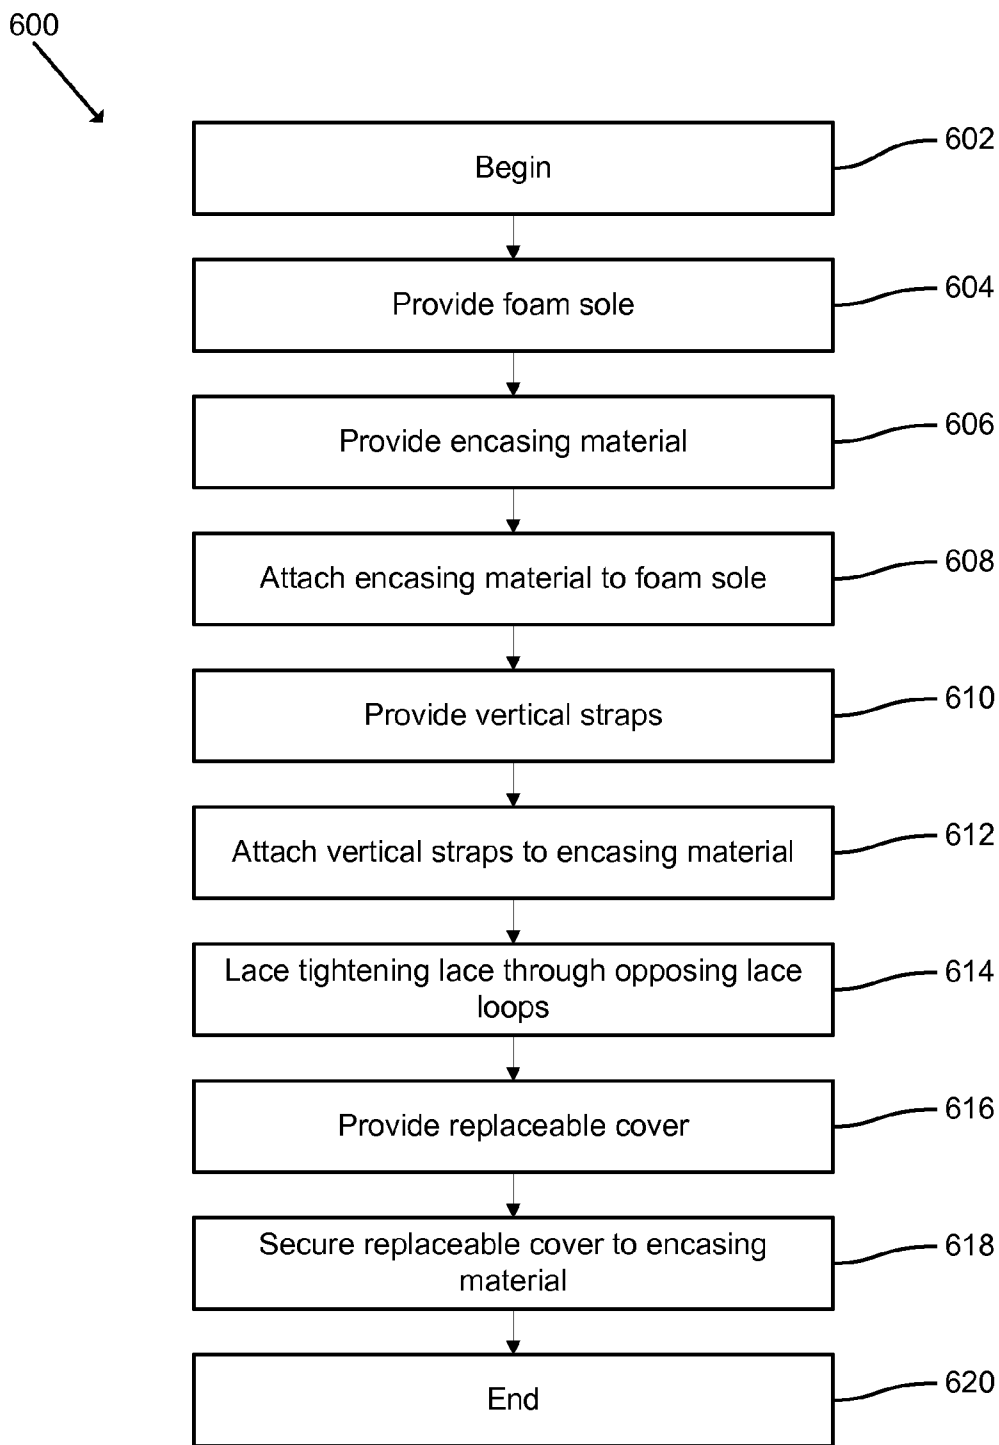 600
Begin
602
Provide foam sole
604
Provide encasing material
606
Attach encasing material to foam sole
608
Provide vertical straps
610
Attach vertical straps to encasing material
612
Lace tightening lace through opposing lace
loops
614
Provide replaceable cover
616
Secure replaceable cover to encasing
material
618
End
620